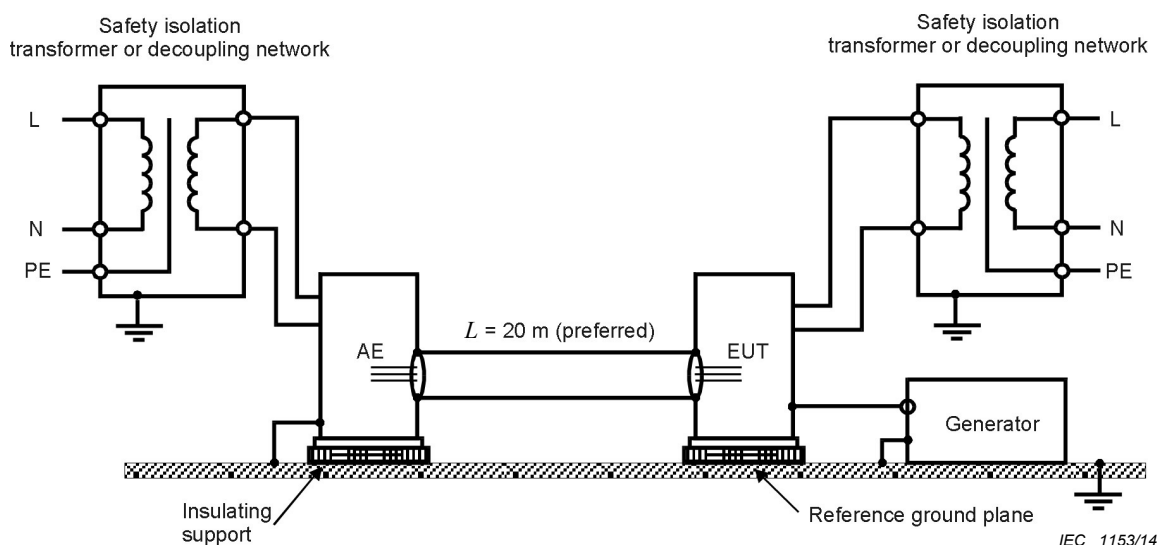 Safety isolation
transformer or decoupling network
Safety isolation
transformer or decoupling network
L
N
PE
L
N
PE
L = 20 m (preferred)
AE
EUT
Generator
Insulating
support
Reference ground plane
IEC 1153/14